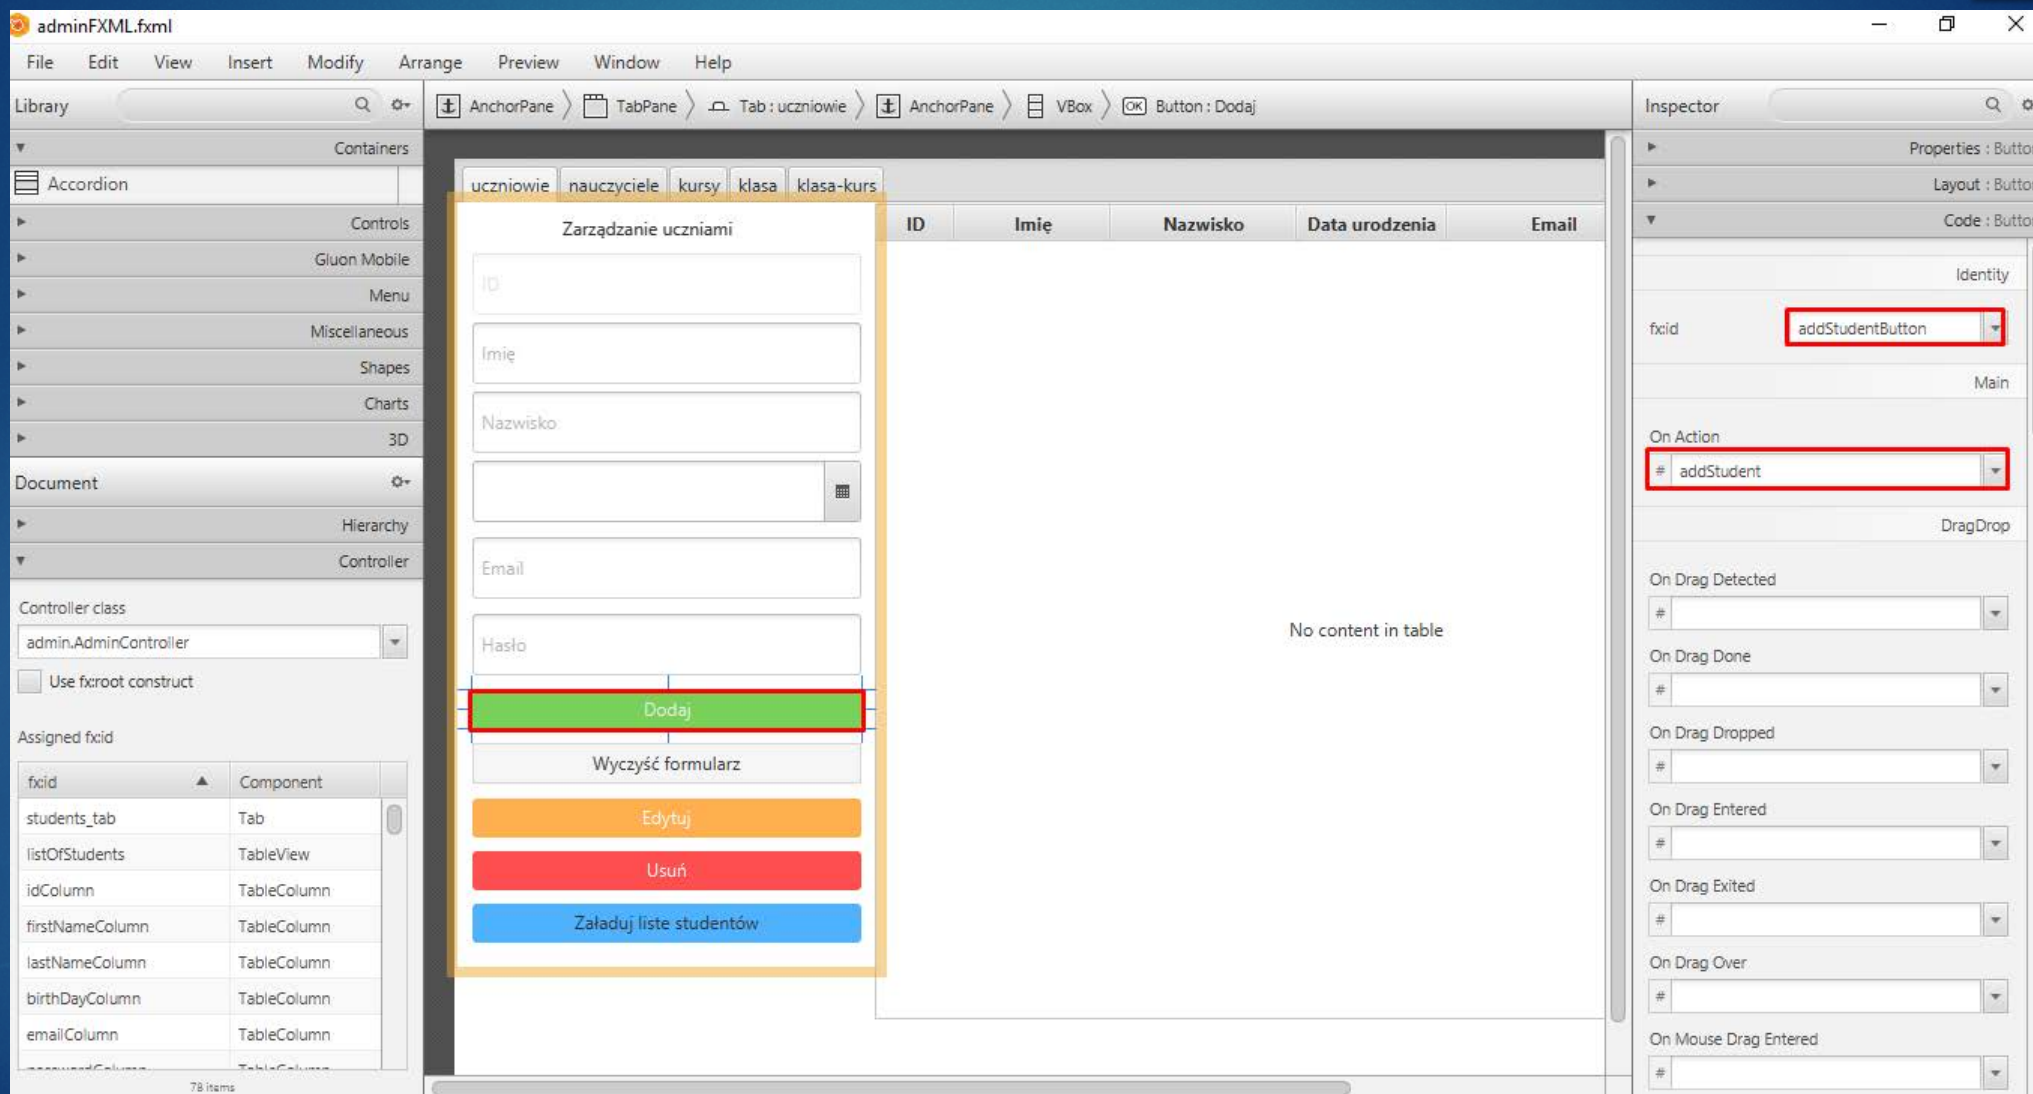 adminFXML.fxml
File Edit View Insert Modify Arrange Preview Window Help
Library
AnchorPane TabPane Tab : uczniowie AnchorPane VBox Button : Dodaj
Inspector
Containers
Accordion
Controls
Gluon Mobile
Menu
Miscellaneous
Shapes
Charts
3D
Document
Hierarchy
Controller
Controller class
admin.AdminController
Use fx:root construct
Assigned fx:id
fx:id Component
students_tab Tab
listOfStudents TableView
idColumn TableColumn
firstNameColumn TableColumn
lastNameColumn TableColumn
birthDayColumn TableColumn
emailColumn TableColumn
78 items
uczniowie nauczyciele kursy klasa klasa-kurs
Zarządzanie uczniami
ID
Imię
Nazwisko
Email
Hasło
Dodaj
Wyczyść formularz
Edytuj
Usuń
Załaduj liste studentów
ID Imię Nazwisko Data urodzenia Email
No content in table
Properties : Butto
Layout : Butto
Code : Butto
Identity
fx:id addStudentButton
Main
On Action
# addStudent
DragDrop
On Drag Detected
#
On Drag Done
#
On Drag Dropped
#
On Drag Entered
#
On Drag Exited
#
On Drag Over
#
On Mouse Drag Entered
#